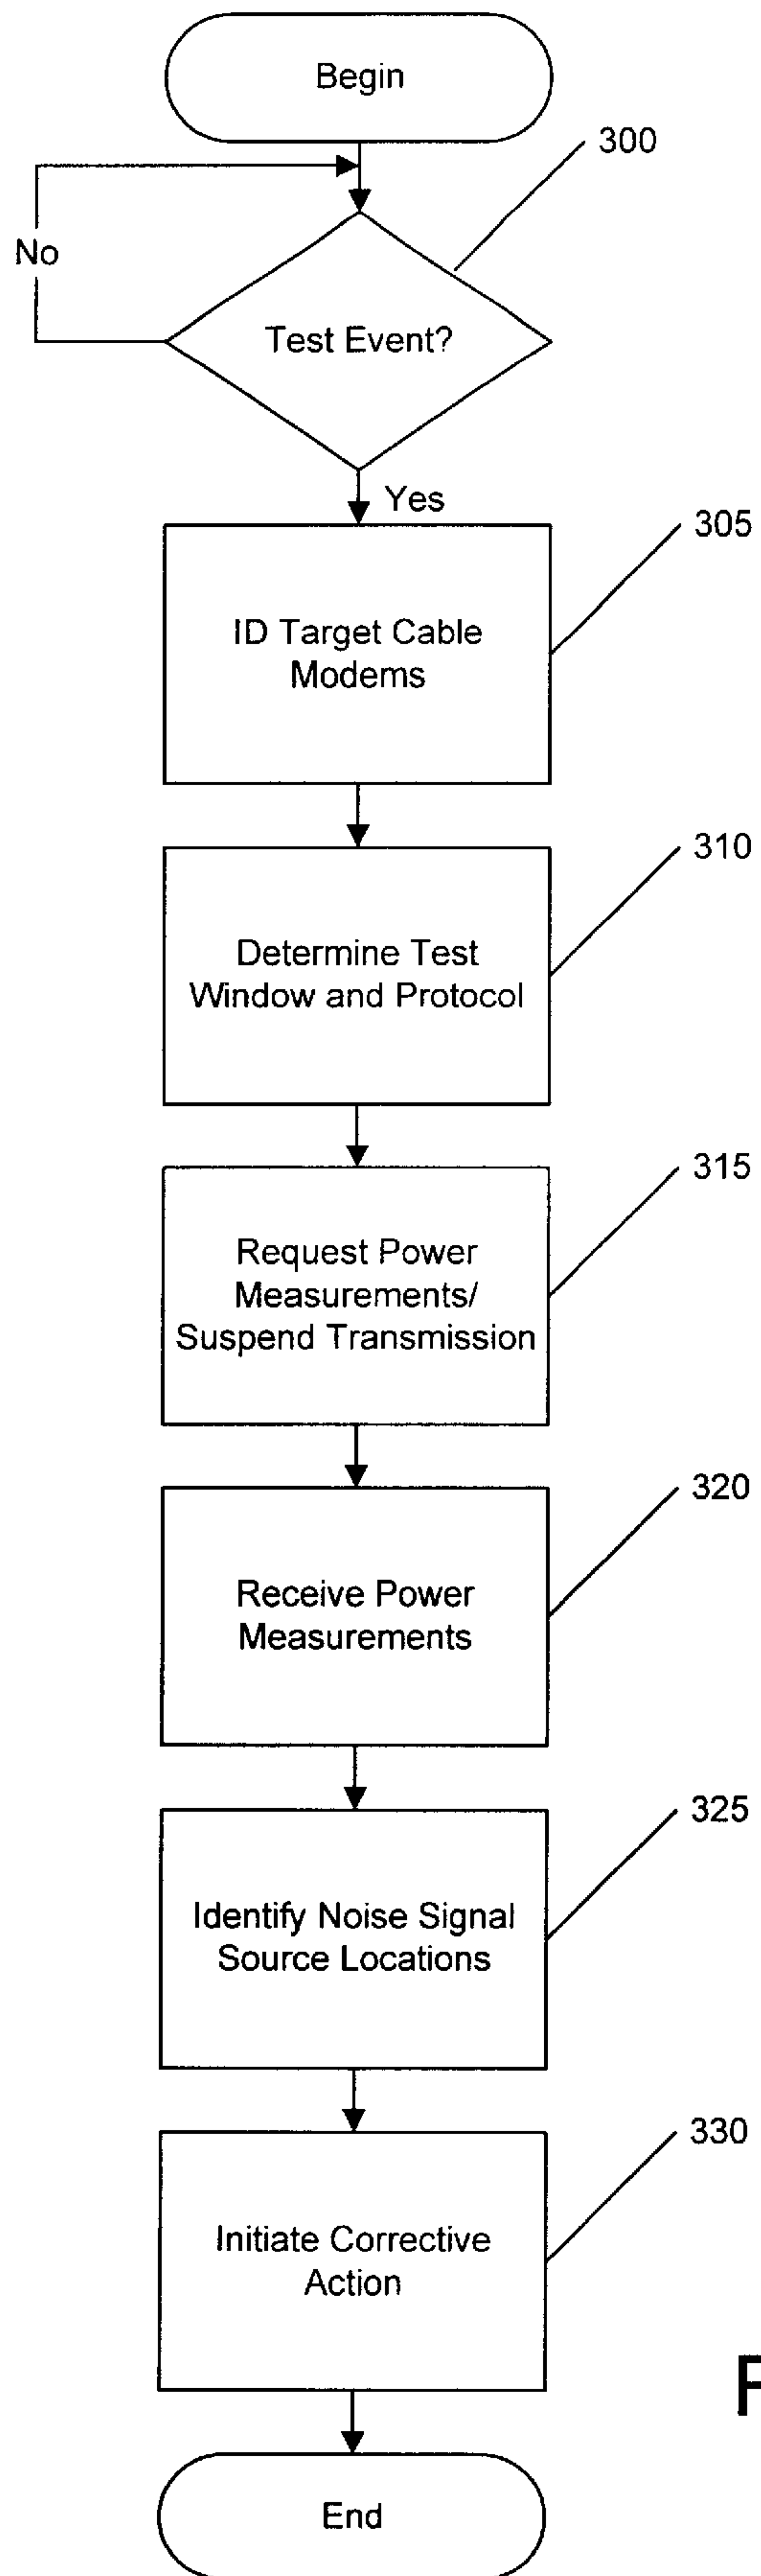 Begin
300
No
Test Event?
Yes
305
ID Target Cable
Modems
310
Determine Test
Window and Protocol
315
Request Power
Measurements/
Suspend Transmission
320
Receive Power
Measurements
325
Identify Noise Signal
Source Locations
330
Initiate Corrective
Action
End